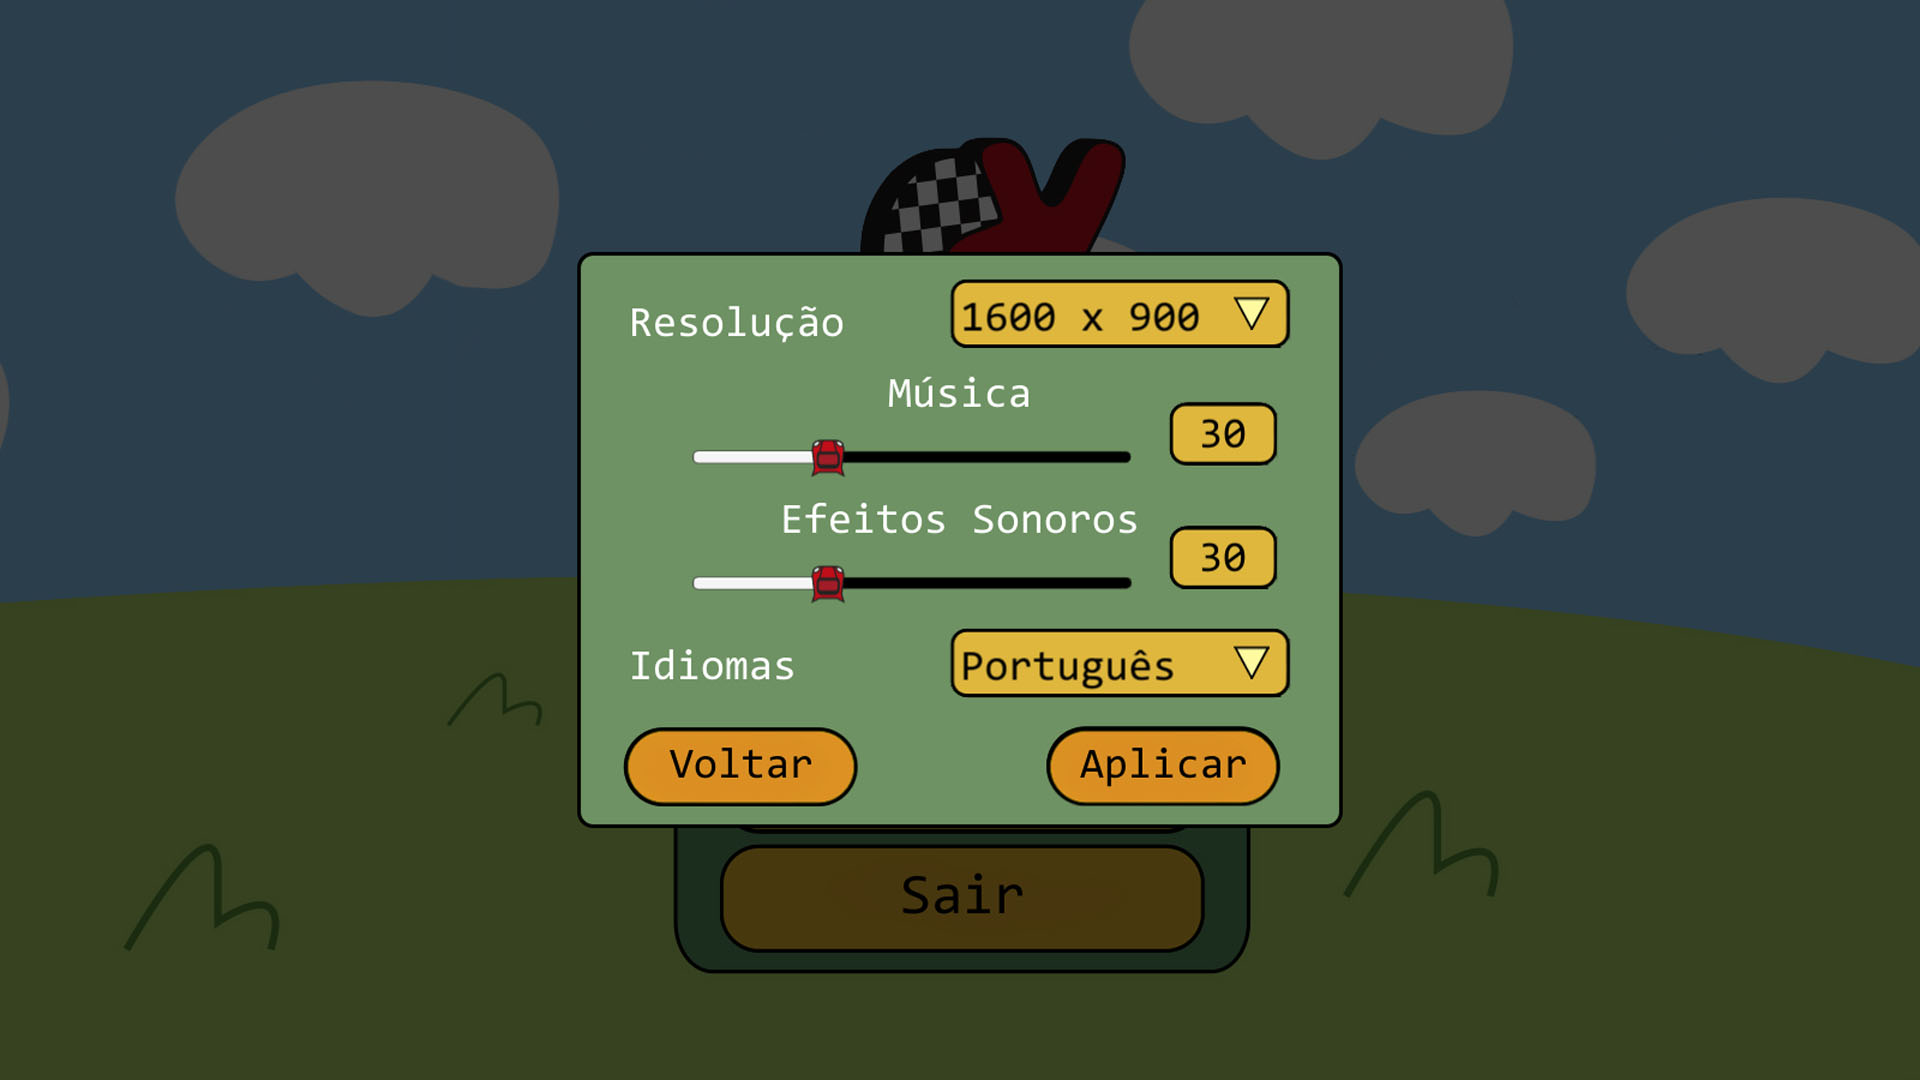 Resolução
1600 x 900
Música
30
Efeitos Sonoros
30
Idiomas
Português
Voltar
Aplicar
Sair